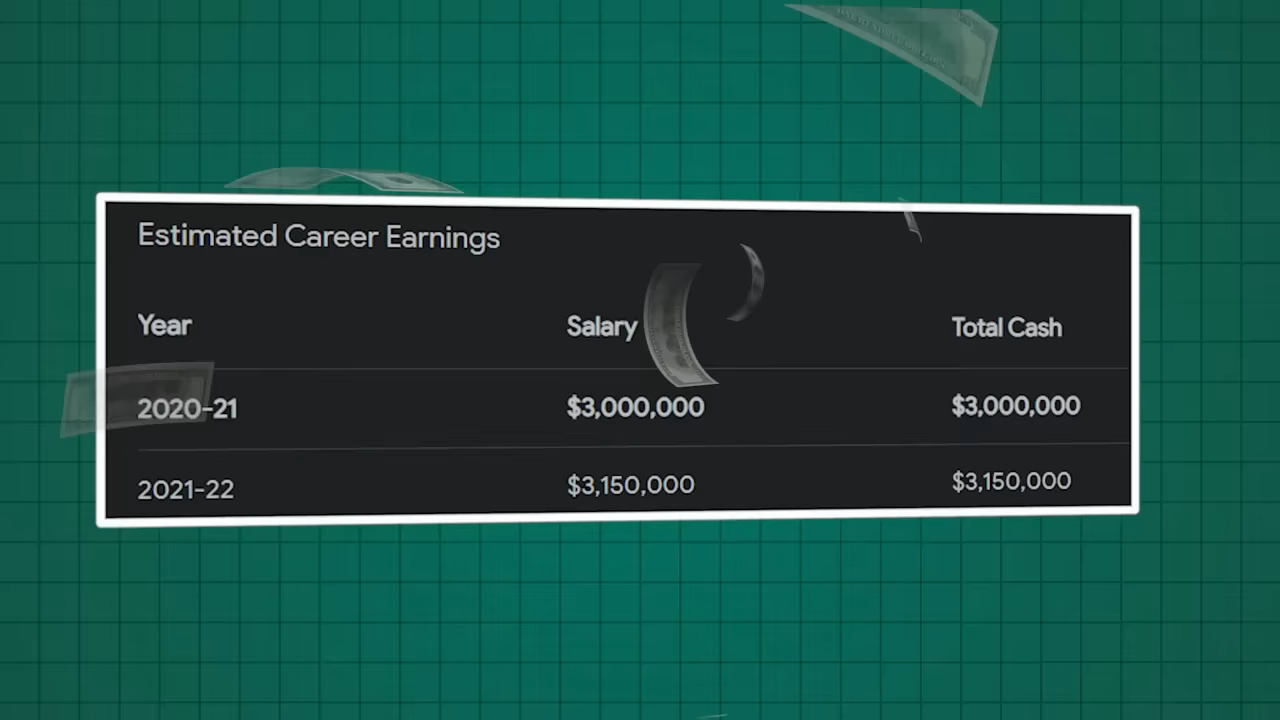 Estimated Career Earnings
Year Salary Total Cash
2020-21 $3,000,000 $3,000,000
2021-22 $3,150,000 $3,150,000